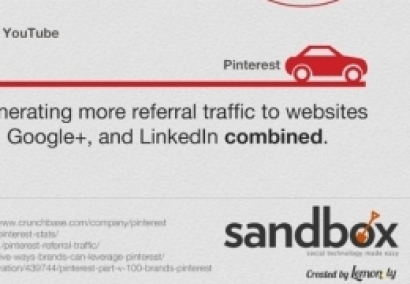 YouTube
Pinterest
nerating more referral traffic to websites
Google+, and LinkedIn combined.
www.crunchbase.com/company/pinterest
pinterest-stats/
/pinterest-referral-traffic/
ive-ways-brands-can-leverage-pinterest/
vation/439744/pinterest-part-v-100-brands-pinterest
sandbox
social technology made easy
Created by Lemon.ly